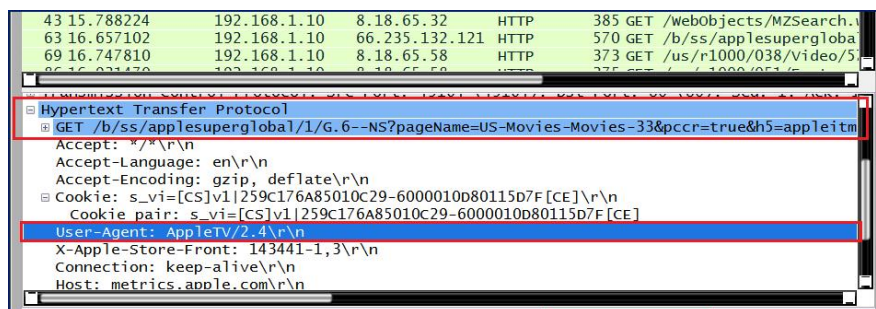 43 15.788224 192.168.1.10 8.18.65.32 HTTP 385 GET /WebObjects/MZSearch.
63 16.657102 192.168.1.10 66.235.132.121 HTTP 570 GET /b/ss/applesupergloba
69 16.747810 192.168.1.10 8.18.65.58 HTTP 373 GET /us/r1000/038/Video/5
Hypertext Transfer Protocol
GET /b/ss/applesuperglobal/1/G.6--NS?pageName=US-Movies-Movies-33&pccr=true&h5=appleitm
Accept: */*\r\n
Accept-Language: en\r\n
Accept-Encoding: gzip, deflate\r\n
Cookie: s_vi=[CS]v1|259C176A85010C29-6000010D80115D7F[CE]\r\n
Cookie pair: s_vi=[CS]v1|259C176A85010C29-6000010D80115D7F[CE]
User-Agent: AppleTV/2.4\r\n
X-Apple-Store-Front: 143441-1,3\r\n
Connection: keep-alive\r\n
Host: metrics.apple.com\r\n